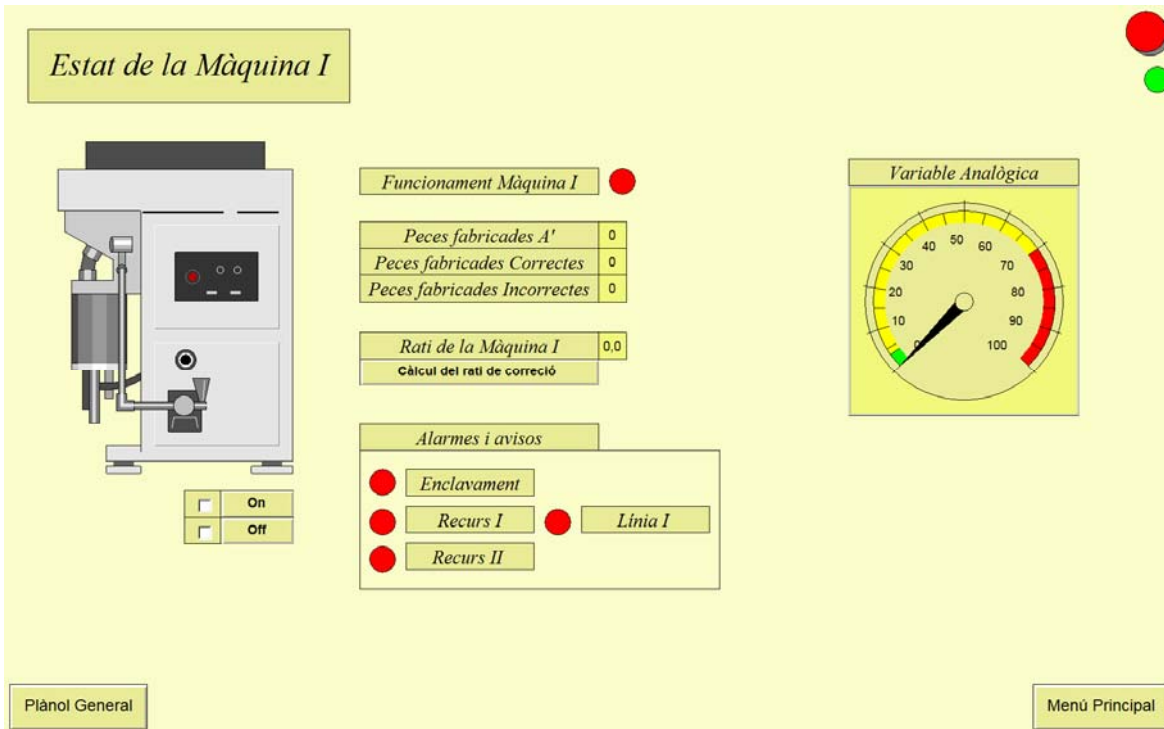 Estat de la Màquina I
Funcionament Màquina I
Peces fabricades A' 0
Peces fabricades Correctes 0
Peces fabricades Incorrectes 0
Rati de la Màquina I 0,0
Càlcul del rati de correció
Alarmes i avisos
Enclavament
Recurs I
Línia I
Recurs II
On
Off
Variable Analògica
0
10
20
30
40
50
60
70
80
90
100
Plànol General
Menú Principal